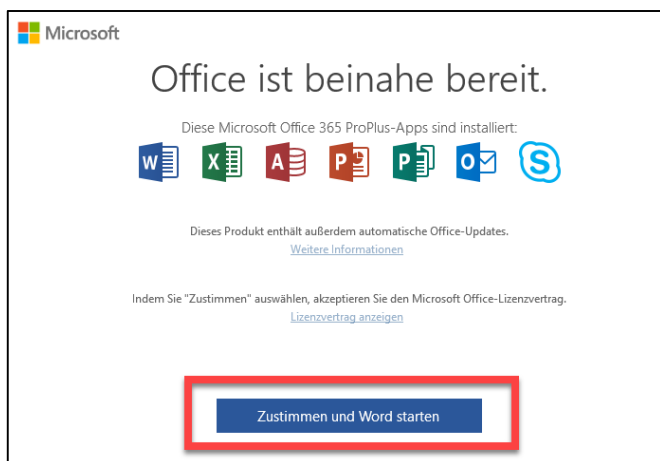 Microsoft
Office ist beinahe bereit.
Diese Microsoft Office 365 ProPlus-Apps sind installiert:
W X A P P O S
Dieses Produkt enthält außerdem automatische Office-Updates.
Weitere Informationen
Indem Sie "Zustimmen" auswählen, akzeptieren Sie den Microsoft Office-Lizenzvertrag.
Lizenzvertrag anzeigen
Zustimmen und Word starten